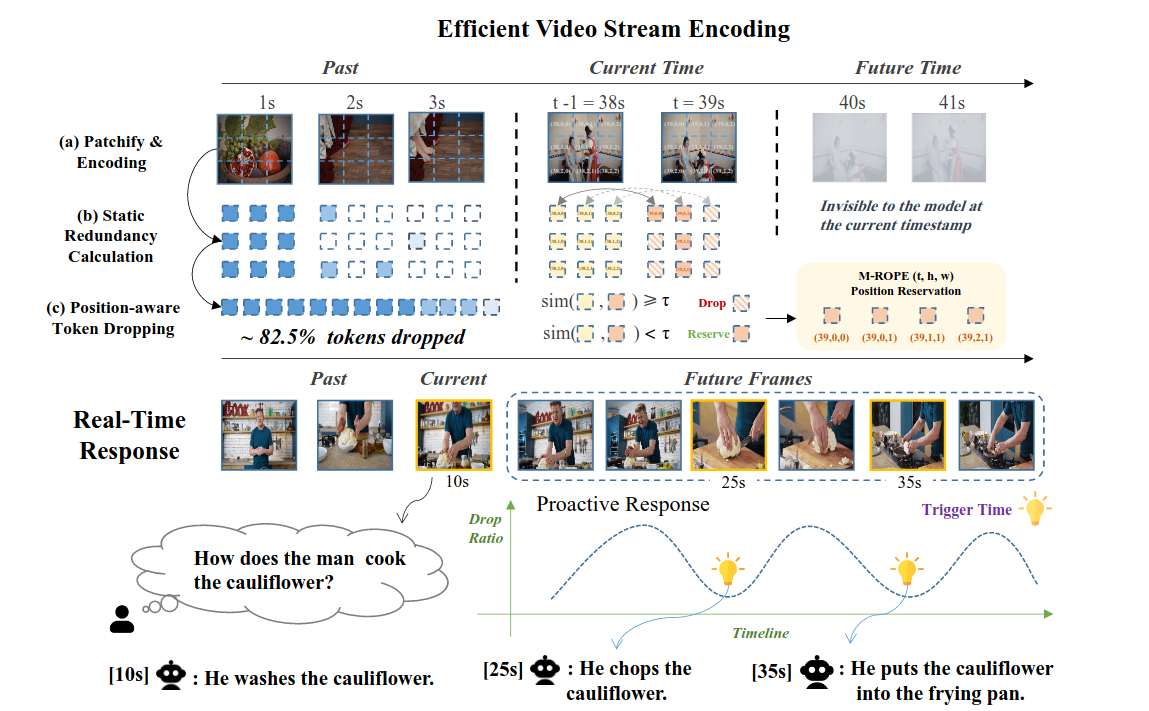 Efficient Video Stream Encoding
Past
Current Time
Future Time
1s
2s
3s
t -1 = 38s
t = 39s
40s
41s
(a) Patchify &
Encoding
(b) Static
Redundancy
Calculation
Invisible to the model at
the current timestamp
(c) Position-aware
Token Dropping
~ 82.5% tokens dropped
sim( , ) ⩾ τ
Drop
sim( , ) < τ
Reserve
M-ROPE (t, h, w)
Position Reservation
(39,0,0)
(39,0,1)
(39,1,1)
(39,2,1)
Past
Current
Future Frames
Real-Time
Response
10s
25s
35s
Proactive Response
Drop
Ratio
Trigger Time
How does the man cook
the cauliflower?
Timeline
[10s] : He washes the cauliflower.
[25s] : He chops the
cauliflower.
[35s] : He puts the cauliflower
into the frying pan.